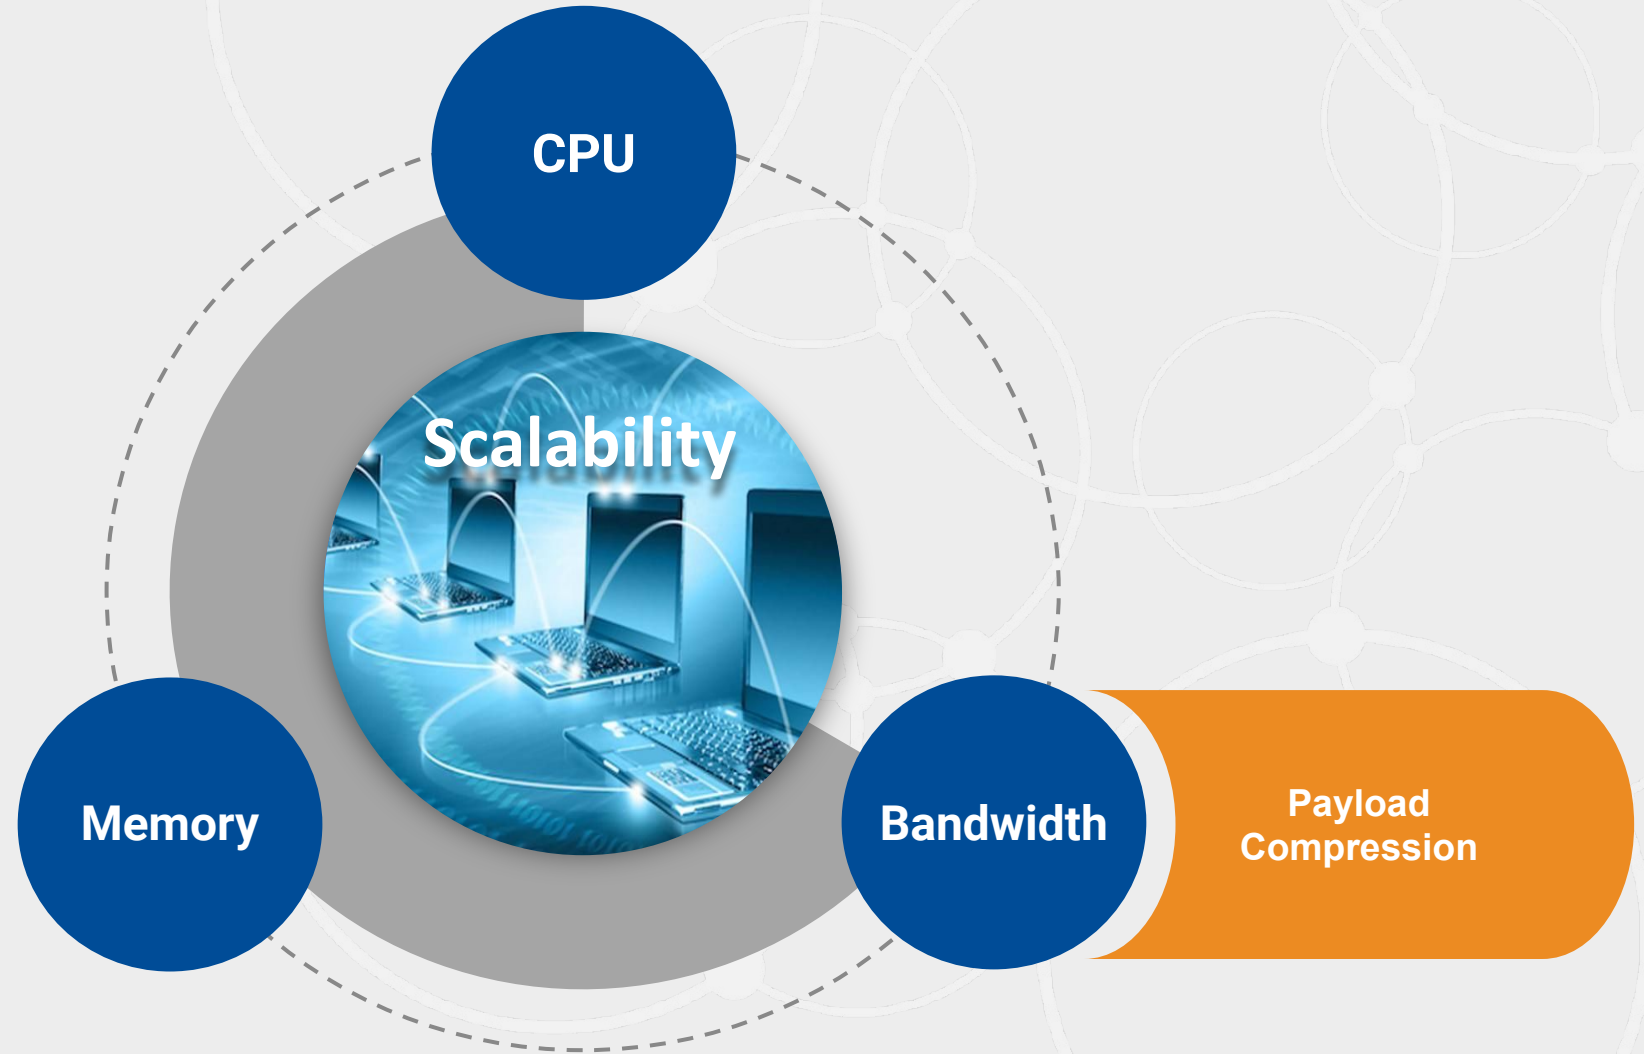 CPU
Scalability
Memory
Bandwidth
Payload
Compression